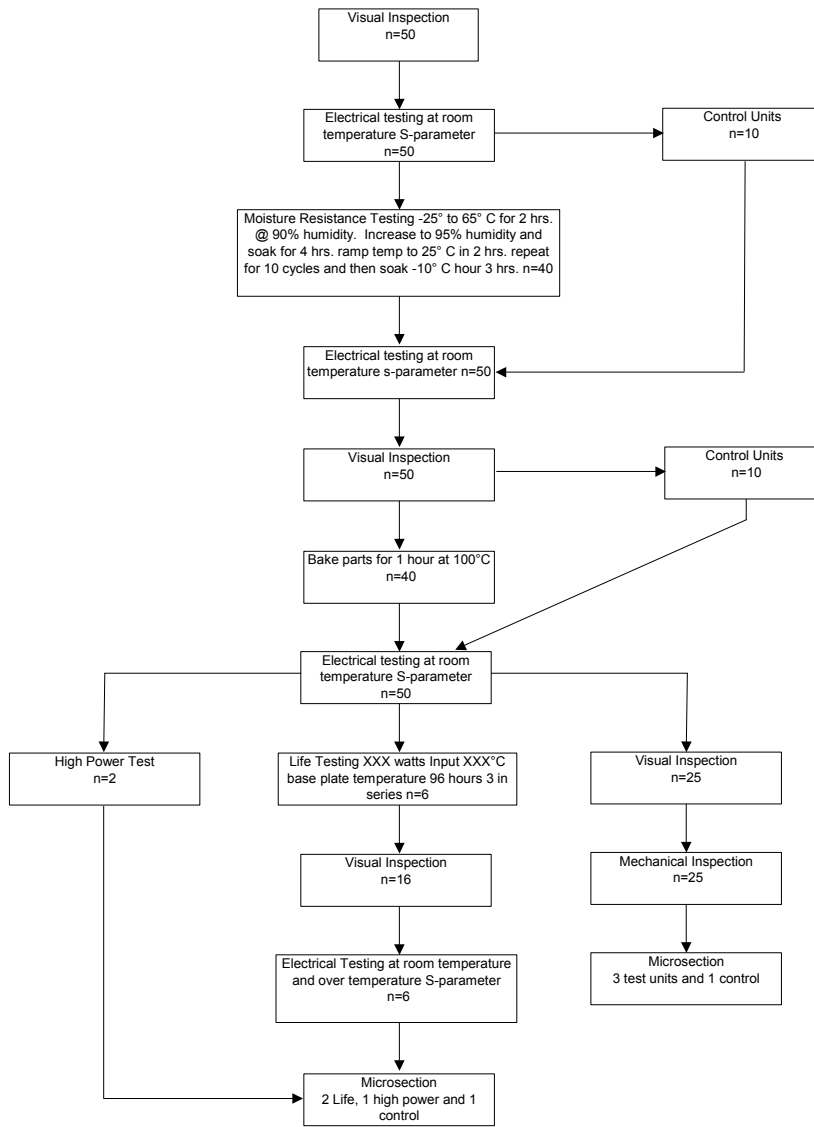 Visual Inspection
n=50
Electrical testing at room
temperature S-parameter
n=50
Control Units
n=10
Moisture Resistance Testing -25° to 65° C for 2 hrs.
@ 90% humidity.  Increase to 95% humidity and
soak for 4 hrs. ramp temp to 25° C in 2 hrs. repeat
for 10 cycles and then soak -10° C hour 3 hrs. n=40
Electrical testing at room
temperature s-parameter n=50
Visual Inspection
n=50
Control Units
n=10
Bake parts for 1 hour at 100°C
n=40
Electrical testing at room
temperature S-parameter
n=50
High Power Test
n=2
Life Testing XXX watts Input XXX°C
base plate temperature 96 hours 3 in
series n=6
Visual Inspection
n=25
Visual Inspection
n=16
Mechanical Inspection
n=25
Electrical Testing at room temperature
and over temperature S-parameter
n=6
Microsection
3 test units and 1 control
Microsection
2 Life, 1 high power and 1
control